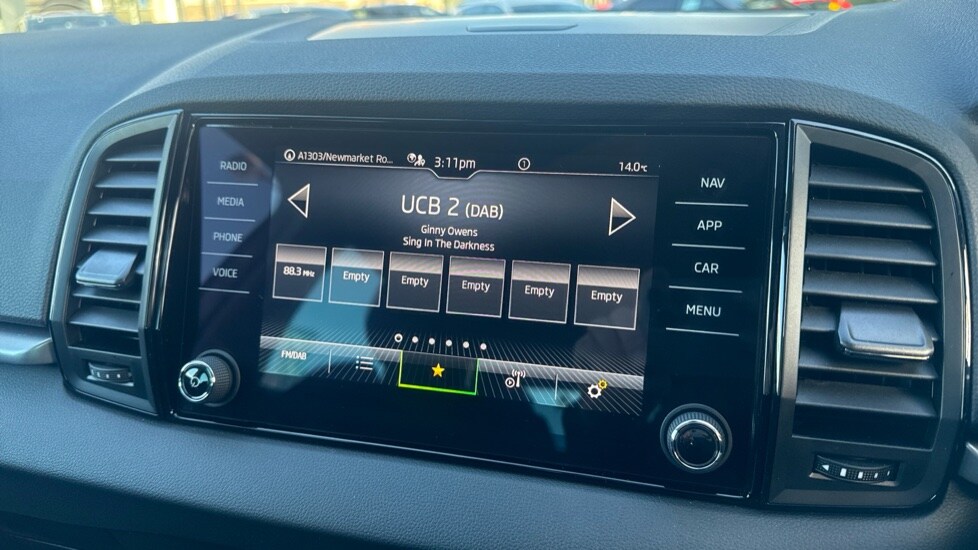 RADIO
MEDIA
PHONE
VOICE
A1303/Newmarket Ro... 3:11pm 1 14.0°C
UCB 2 (DAB)
Ginny Owens
Sing In The Darkness
88.3 MHz Empty Empty Empty Empty Empty
FM/DAB
NAV
APP
CAR
MENU